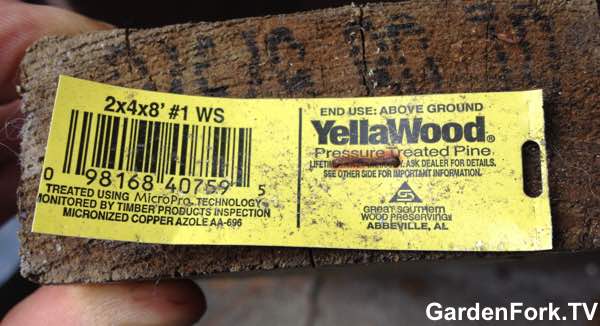 2x4x8' #1 WS
0 98168 40759 5
TREATED USING MicroPro TECHNOLOGY
MONITORED BY TIMBER PRODUCTS INSPECTION
MICRONIZED COPPER AZOLE AA-696
END USE: ABOVE GROUND
YellaWood®
Pressure Treated Pine
ASK DEALER FOR DETAILS.
SEE OTHER SIDE FOR IMPORTANT INFORMATION.
GREAT SOUTHERN
WOOD PRESERVING
ABBEVILLE, AL
GardenFork.TV